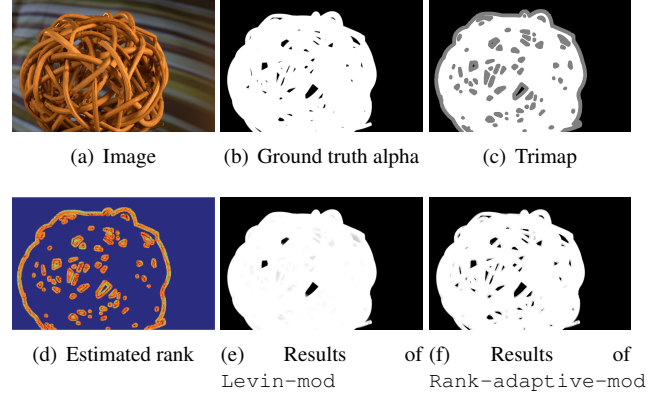 (a) Image
(b) Ground truth alpha
(c) Trimap
(d) Estimated rank
(e) Results of
Levin-mod
(f) Results of
Rank-adaptive-mod